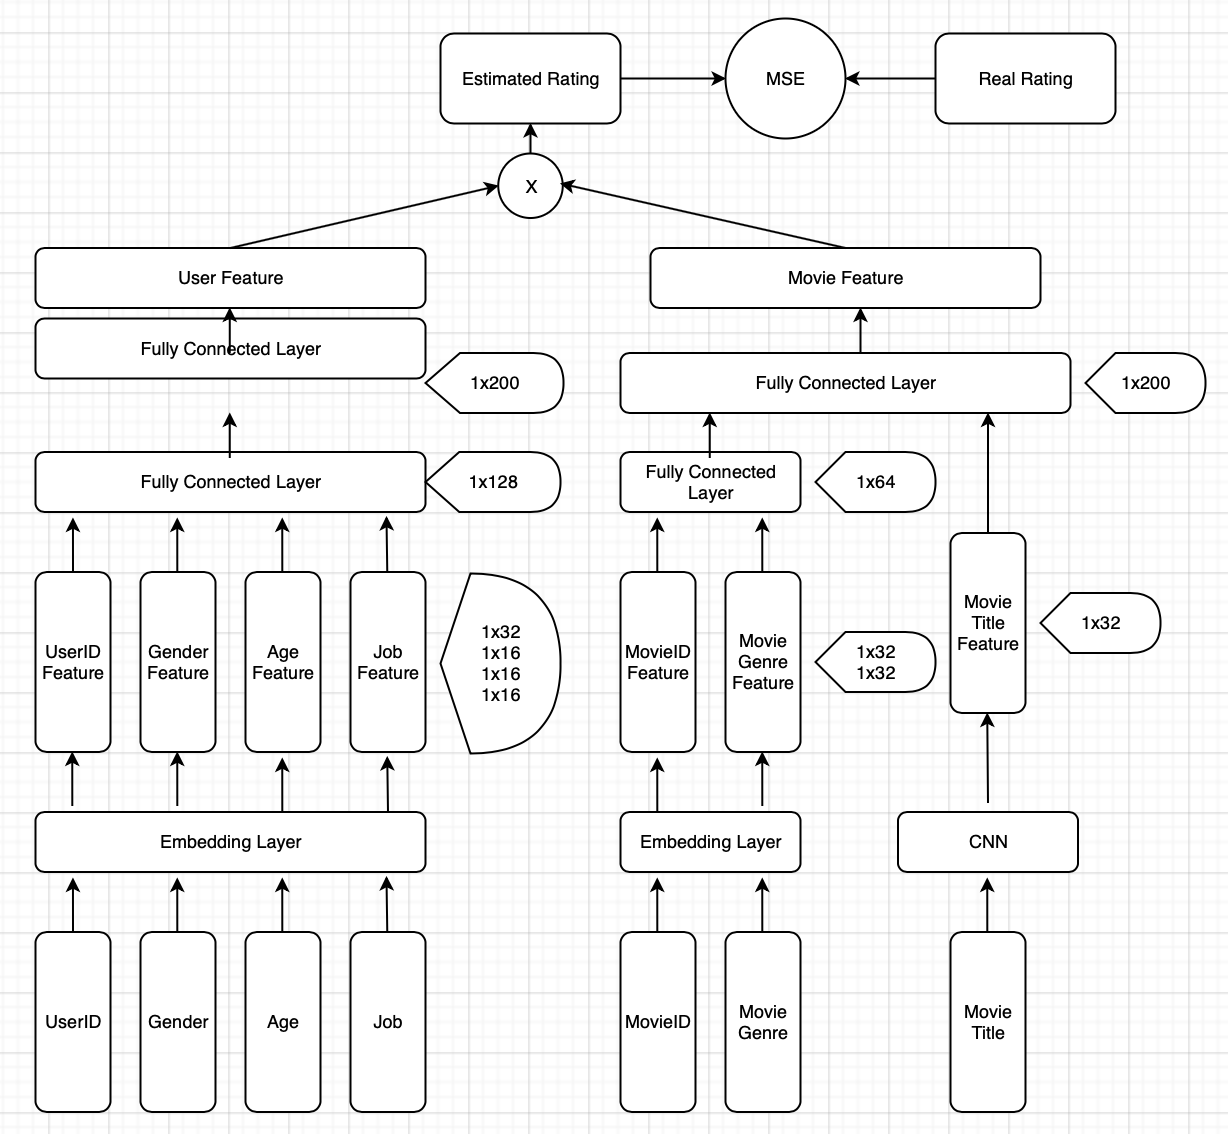 Estimated Rating
MSE
Real Rating
X
User Feature
Movie Feature
Fully Connected Layer
1x200
Fully Connected Layer
1x200
Fully Connected Layer
1x128
Fully Connected
Layer
1x64
UserID
Feature
Gender
Feature
Age
Feature
Job
Feature
1x32
1x16
1x16
1x16
MovieID
Feature
Movie
Genre
Feature
1x32
1x32
Movie
Title
Feature
1x32
Embedding Layer
Embedding Layer
CNN
UserID
Gender
Age
Job
MovieID
Movie
Genre
Movie
Title